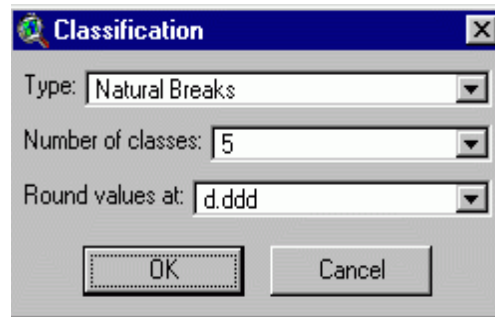 Classification
Type: Natural Breaks
Number of classes: 5
Round values at: d.ddd
OK Cancel